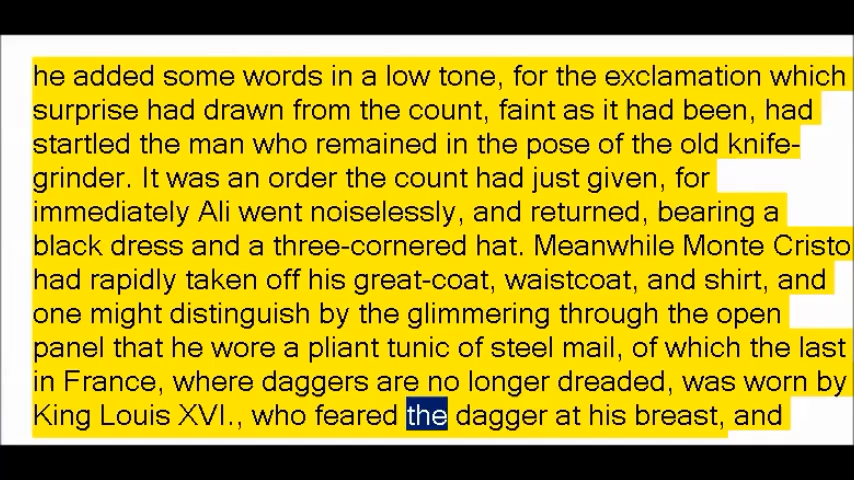 he added some words in a low tone, for the exclamation which
surprise had drawn from the count, faint as it had been, had
startled the man who remained in the pose of the old knife-
grinder. It was an order the count had just given, for
immediately Ali went noiselessly, and returned, bearing a
black dress and a three-cornered hat. Meanwhile Monte Cristo
had rapidly taken off his great-coat, waistcoat, and shirt, and
one might distinguish by the glimmering through the open
panel that he wore a pliant tunic of steel mail, of which the last
in France, where daggers are no longer dreaded, was worn by
King Louis XVI., who feared the dagger at his breast, and